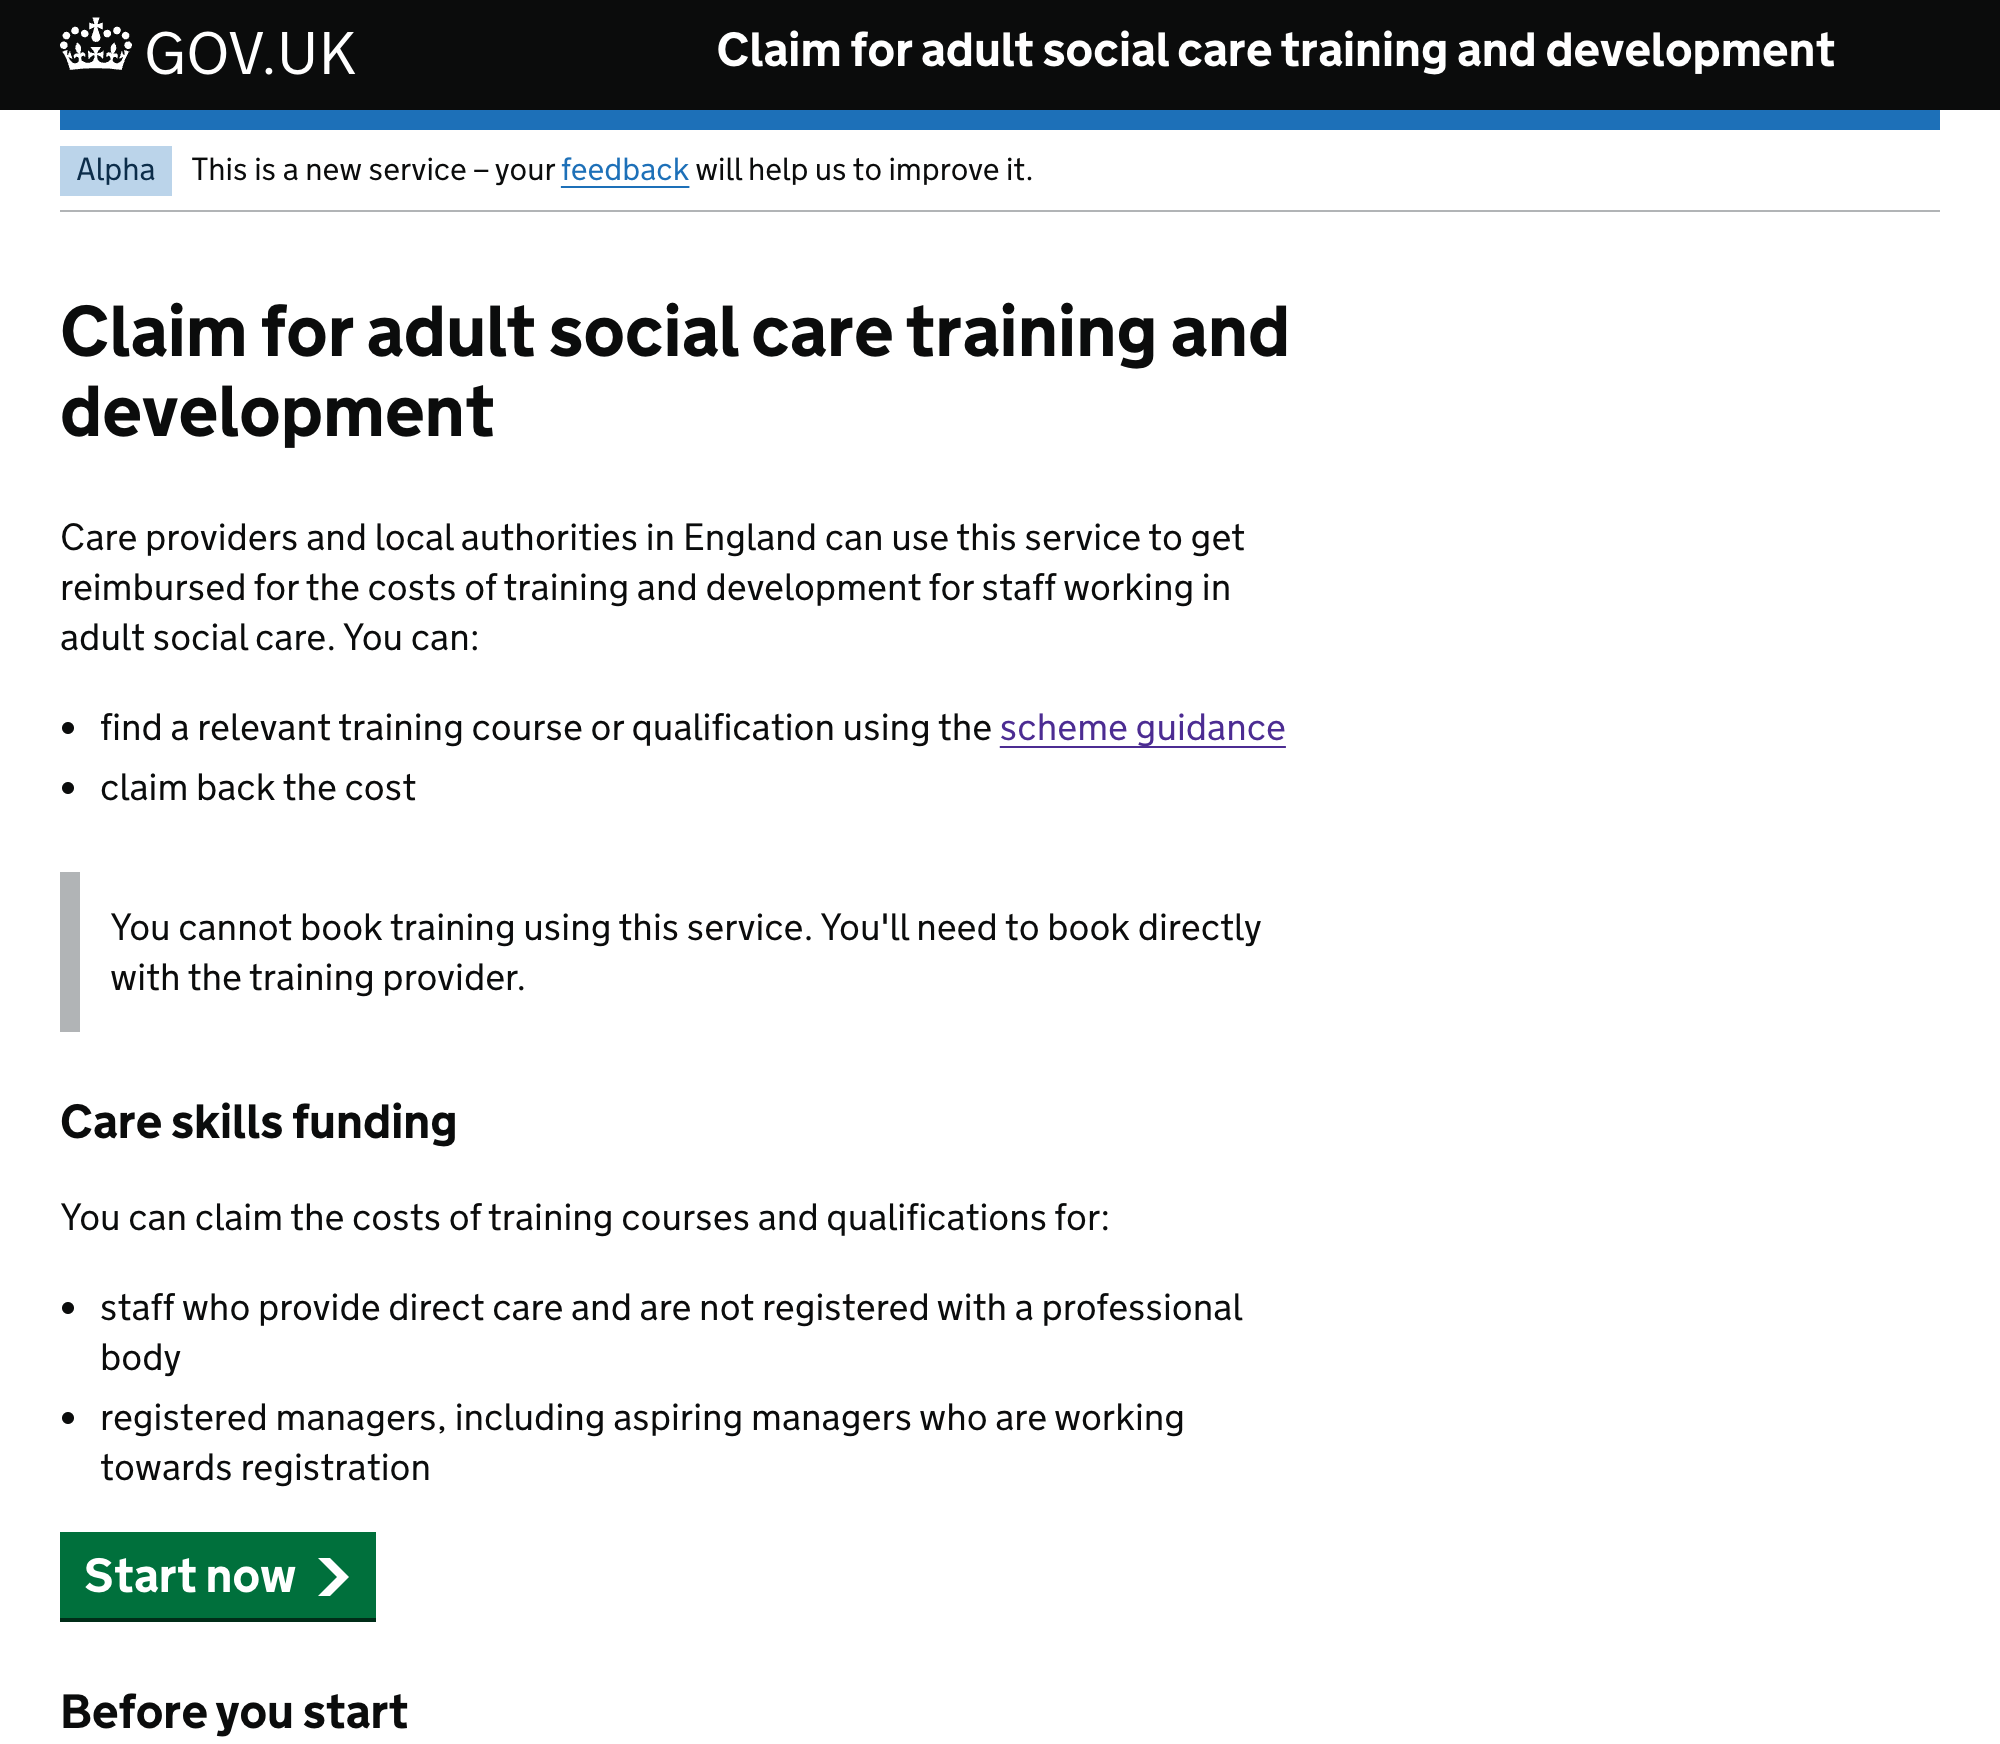 GOV.UK
Claim for adult social care training and development
Alpha
This is a new service – your feedback will help us to improve it.
Claim for adult social care training and
development
Care providers and local authorities in England can use this service to get
reimbursed for the costs of training and development for staff working in
adult social care. You can:
• find a relevant training course or qualification using the scheme guidance
• claim back the cost
You cannot book training using this service. You'll need to book directly
with the training provider.
Care skills funding
You can claim the costs of training courses and qualifications for:
• staff who provide direct care and are not registered with a professional
body
• registered managers, including aspiring managers who are working
towards registration
Start now
Before you start